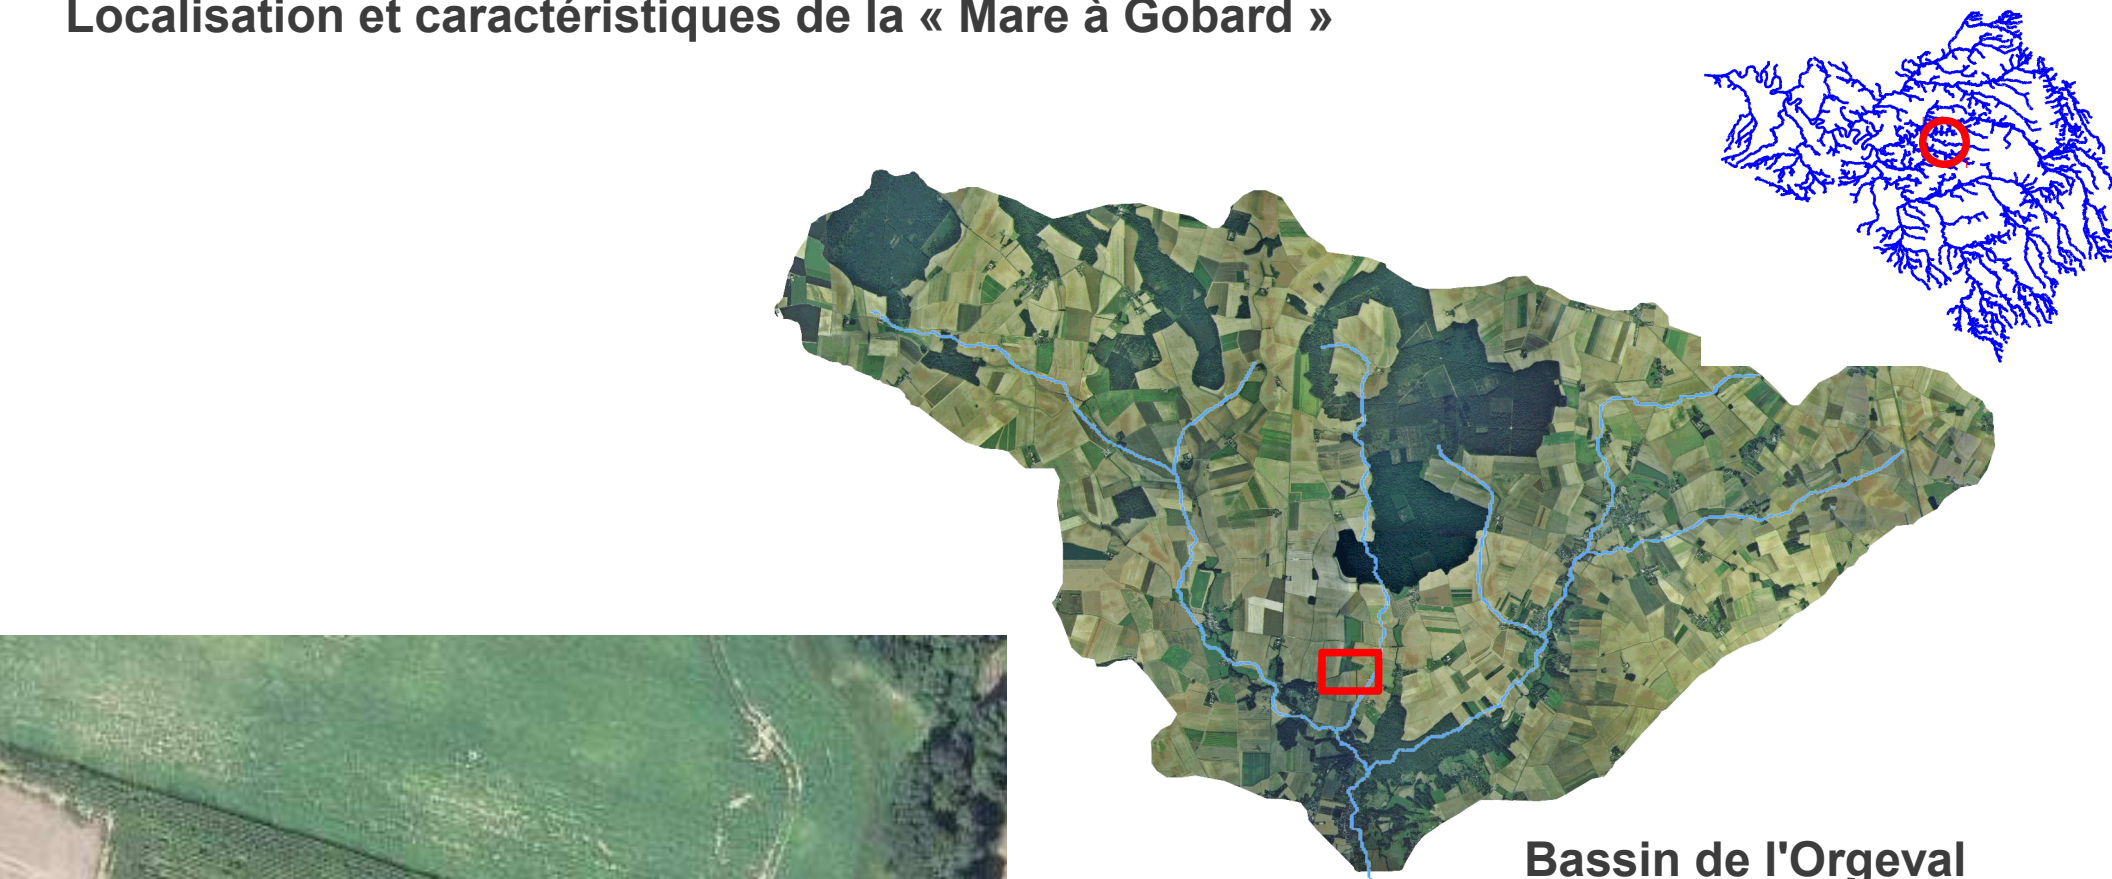 Localisation et caractéristiques de la « Mare à Gobard »
Bassin de l'Orgeval